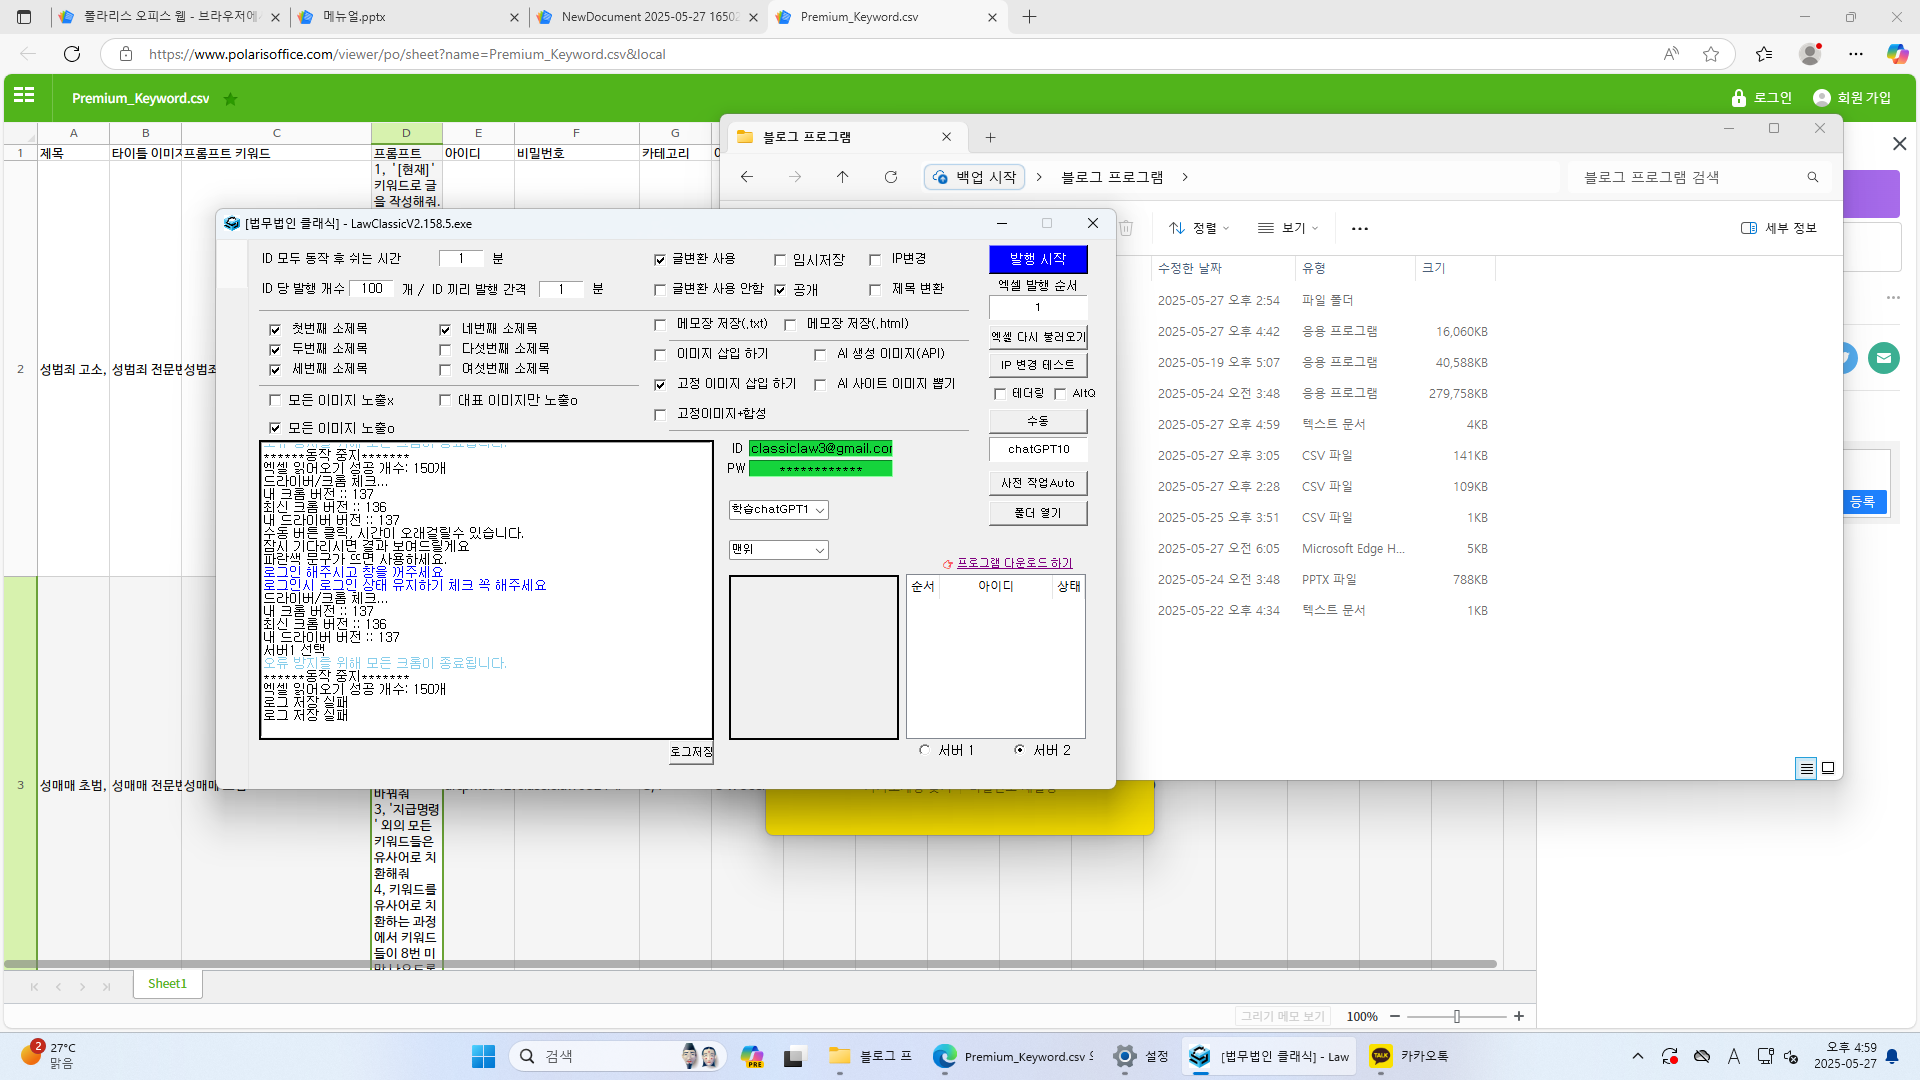 폴라리스 오피스 웹 - 브라우저에서
메뉴얼.pptx
NewDocument 2025-05-27 16502
Premium_Keyword.csv
https://www.polarisoffice.com/viewer/po/sheet?name=Premium_Keyword.csv&local
Premium_Keyword.csv
로그인
회원 가입
A B C D E F G
1 제목 타이틀 이미지 프롬프트 키워드 프롬프트 아이디 비밀번호 카테고리
1, '[현재]'
키워드로 글
을 작성해줘.
2 성범죄 고소, 성범죄 전문변 성범죄
3 성매매 초범, 성매매 전문변 성매매 초범
바꿔줘
3, '지급명령
' 외의 모든
키워드들은
유사어로 치
환해줘
4, 키워드를
유사어로 치
환하는 과정
에서 키워드
들이 8번 미
만 나오도록
Sheet1
그리기 메모 보기
100%
블로그 프로그램
백업 시작
블로그 프로그램
블로그 프로그램 검색
정렬
보기
세부 정보
수정한 날짜 유형 크기
2025-05-27 오후 2:54 파일 폴더
2025-05-27 오후 4:42 응용 프로그램 16,060KB
2025-05-19 오후 5:07 응용 프로그램 40,588KB
2025-05-24 오전 3:48 응용 프로그램 279,758KB
2025-05-27 오후 4:59 텍스트 문서 4KB
2025-05-27 오후 3:05 CSV 파일 141KB
2025-05-27 오후 2:28 CSV 파일 109KB
2025-05-25 오후 3:51 CSV 파일 1KB
2025-05-27 오전 6:05 Microsoft Edge H... 5KB
2025-05-24 오전 3:48 PPTX 파일 788KB
2025-05-22 오후 4:34 텍스트 문서 1KB
등록
[법무법인 클래식] - LawClassicV2.158.5.exe
ID 모두 동작 후 쉬는 시간 1 분
ID 당 발행 개수 100 개 / ID 끼리 발행 간격 1 분
글변환 사용 임시저장 IP변경
글변환 사용 안함 공개 제목 변환
첫번째 소제목 네번째 소제목
두번째 소제목 다섯번째 소제목
세번째 소제목 여섯번째 소제목
모든 이미지 노출x 대표 이미지만 노출o
모든 이미지 노출o
메모장 저장(.txt) 메모장 저장(.html)
이미지 삽입 하기 AI 생성 이미지(API)
고정 이미지 삽입 하기 AI 사이트 이미지 뽑기
고정이미지+합성
발행 시작
엑셀 발행 순서
1
엑셀 다시 불러오기
IP 변경 테스트
테더링 AltQ
수동
chatGPT10
사전 작업Auto
폴더 열기
오류 방지를 위해 모든 크롬이 종료됩니다.
******동작 중지*******
엑셀 읽어오기 성공 개수: 150개
드라이버/크롬 체크...
내 크롬 버전 :: 137
최신 크롬 버전 :: 136
내 드라이버 버전 :: 137
수동 버튼 클릭, 시간이 오래걸릴수 있습니다.
잠시 기다리시면 결과 보여드릴게요
파란색 문구가 뜨면 사용하세요.
로그인 해주시고 창을 꺼주세요
로그인시 로그인 상태 유지하기 체크 꼭 해주세요
드라이버/크롬 체크...
내 크롬 버전 :: 137
최신 크롬 버전 :: 136
내 드라이버 버전 :: 137
서버1 선택
오류 방지를 위해 모든 크롬이 종료됩니다.
******동작 중지*******
엑셀 읽어오기 성공 개수: 150개
로그 저장 실패
로그 저장 실패
로그저장
ID classiclaw3@gmail.com
PW ************
학습chatGPT1
맨위
프로그램 다운로드 하기
순서 아이디 상태
서버 1 서버 2
2
27°C
맑음
검색
PRE
블로그 프
Premium_Keyword.csv 외
설정
[법무법인 클래식] - Law
TALK
카카오톡
A
오후 4:59
2025-05-27